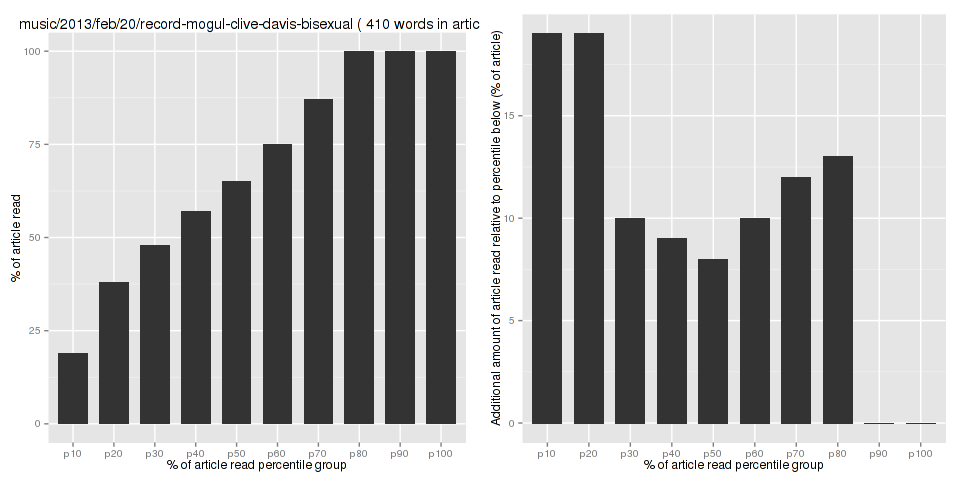 music/2013/feb/20/record-mogul-clive-davis-bisexual ( 410 words in artic
% of article read
100
75
50
25
0
p10 p20 p30 p40 p50 p60 p70 p80 p90 p100
% of article read percentile group
Additional amount of article read relative to percentile below (% of article)
15
10
5
0
p10 p20 p30 p40 p50 p60 p70 p80 p90 p100
% of article read percentile group